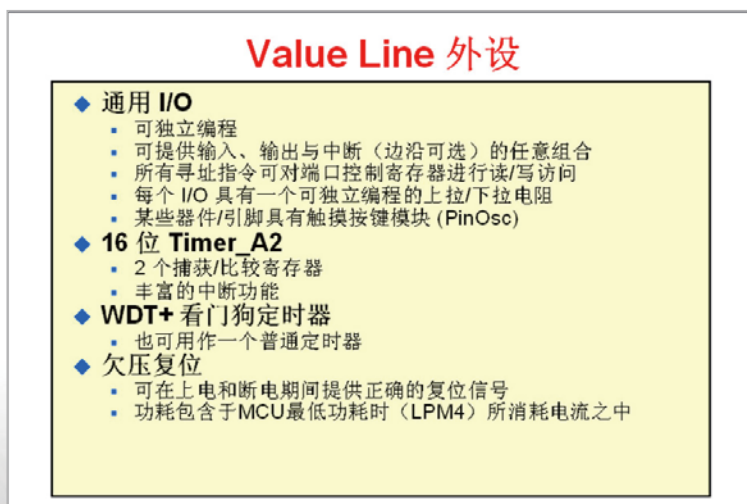 Value Line 外设
通用 I/O
可独立编程
可提供输入、输出与中断（边沿可选）的任意组合
所有寻址指令可对端口控制寄存器进行读/写访问
每个 I/O 具有一个可独立编程的上拉/下拉电阻
某些器件/引脚具有触摸按键模块 (PinOsc)
16 位 Timer_A2
2 个捕获/比较寄存器
丰富的中断功能
WDT+ 看门狗定时器
也可用作一个普通定时器
欠压复位
可在上电和断电期间提供正确的复位信号
功耗包含于MCU最低功耗时（LPM4）所消耗电流之中